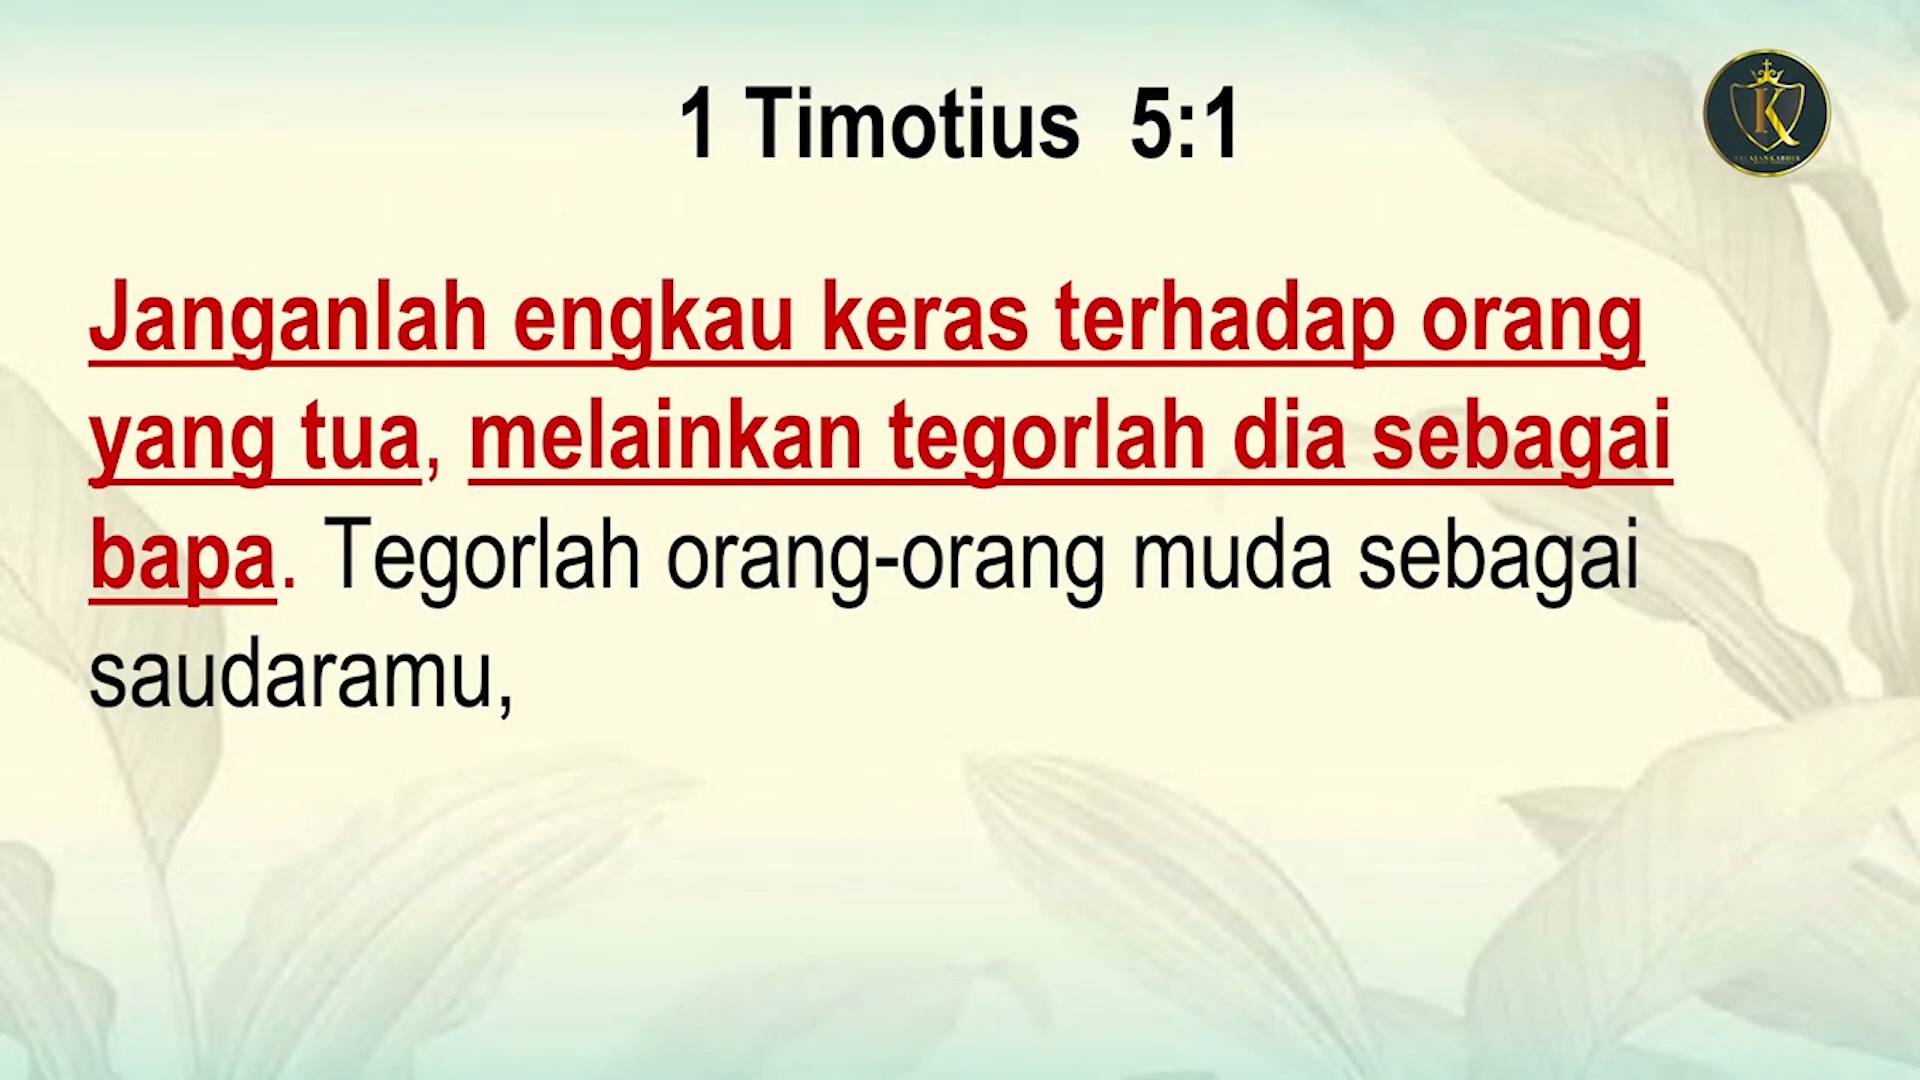 1 Timotius 5:1
K
Janganlah engkau keras terhadap orang
yang tua, melainkan tegorlah dia sebagai
bapa. Tegorlah orang-orang muda sebagai
saudaramu,